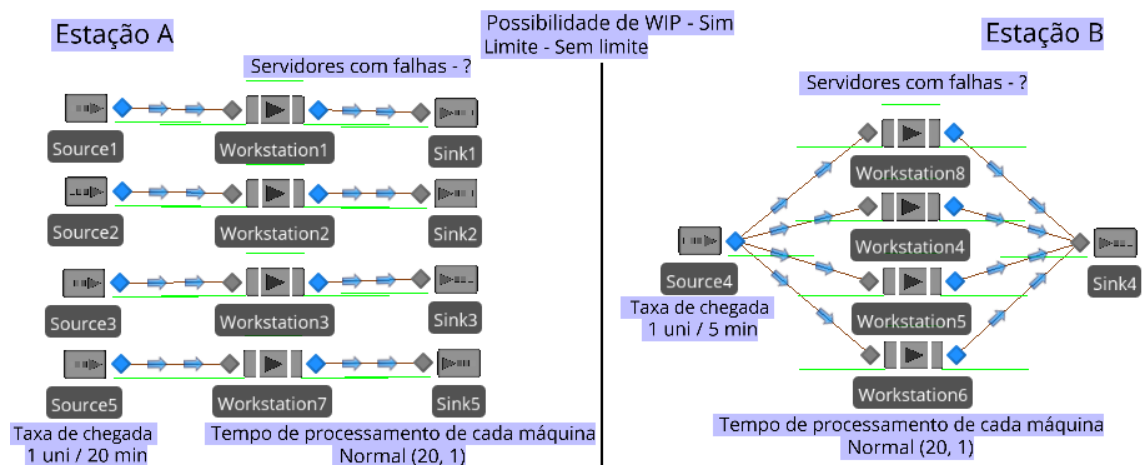 Estação A
Possibilidade de WIP - Sim
Limite - Sem limite
Estação B
Servidores com falhas - ?
Source1
Workstation1
Sink1
Source2
Workstation2
Sink2
Source3
Workstation3
Sink3
Source5
Workstation7
Sink5
Taxa de chegada
1 uni / 20 min
Tempo de processamento de cada máquina
Normal (20, 1)
Servidores com falhas - ?
Workstation8
Workstation4
Source4
Sink4
Taxa de chegada
1 uni / 5 min
Workstation5
Workstation6
Tempo de processamento de cada máquina
Normal (20, 1)